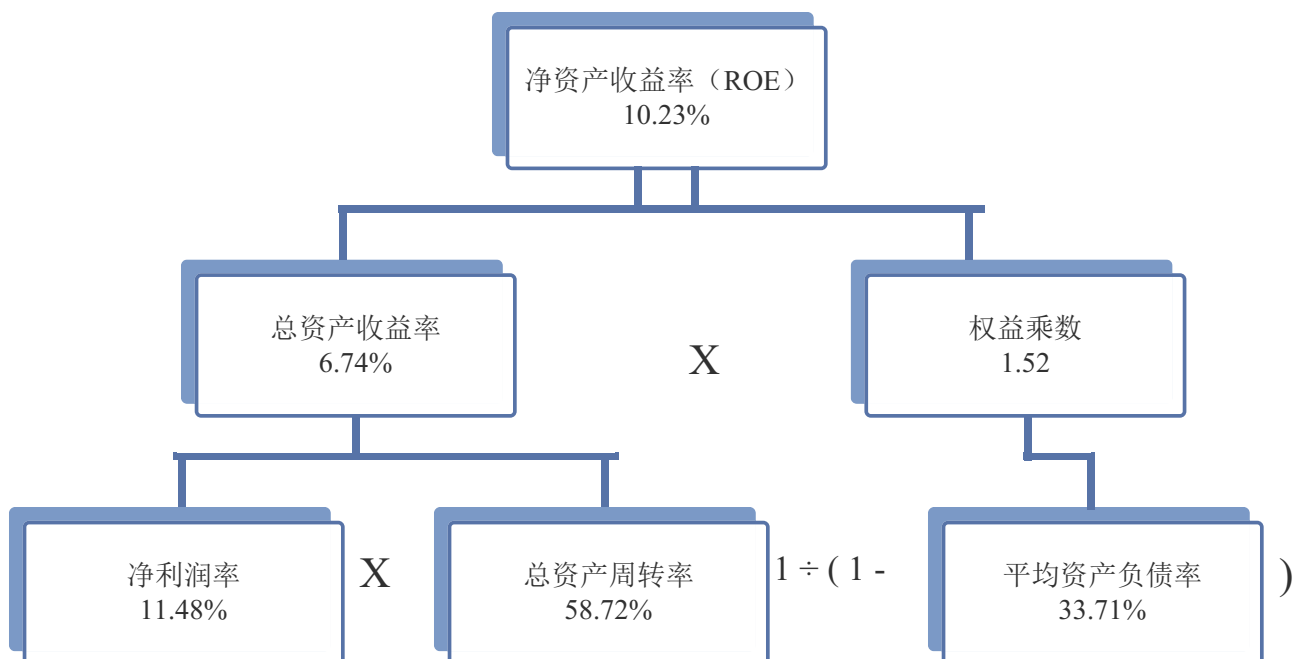 净资产收益率（ROE）
10.23%
总资产收益率
6.74%
X
权益乘数
1.52
净利润率
11.48%
X
总资产周转率
58.72%
1 ÷ ( 1 -
平均资产负债率
33.71%
)